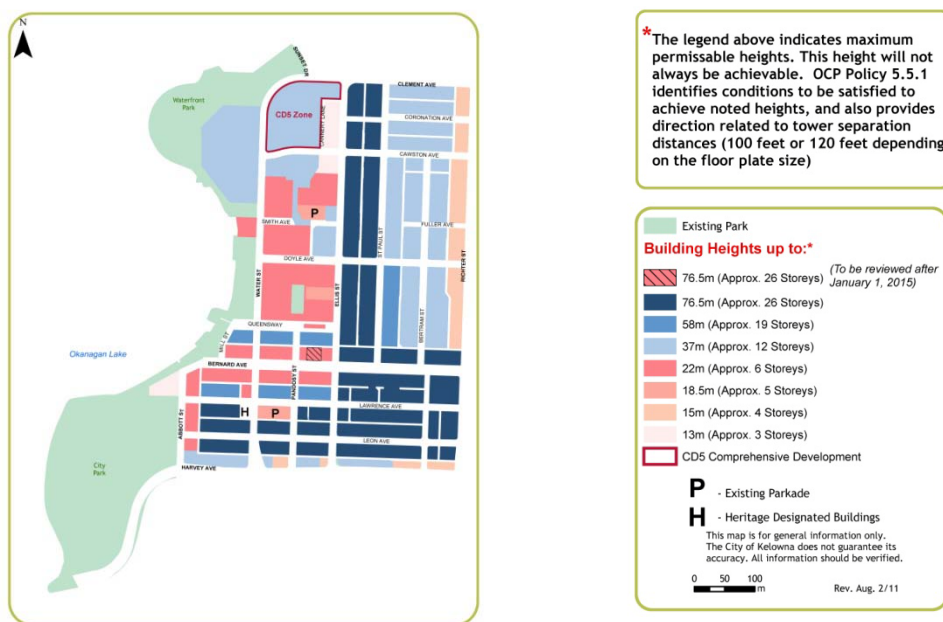 N
SUNSET DR
Waterfront
Park
CD5 Zone
CANNERY LANE
CLEMENT AVE
CORONATION AVE
CAWSTON AVE
P
SMITH AVE
FULLER AVE
ST PAUL ST
DOYLE AVE
WATER ST
ELLIS ST
RICHTER ST
BERTRAM ST
QUEENSWAY
MILL ST
Okanagan Lake
BERNARD AVE
PANDOSY ST
H
P
LAWRENCE AVE
ABBOTT ST
LEON AVE
City
Park
HARVEY AVE
*The legend above indicates maximum
permissable heights. This height will not
always be achievable. OCP Policy 5.5.1
identifies conditions to be satisfied to
achieve noted heights, and also provides
direction related to tower separation
distances (100 feet or 120 feet depending
on the floor plate size)
Existing Park
Building Heights up to:*
76.5m (Approx. 26 Storeys) (To be reviewed after
January 1, 2015)
76.5m (Approx. 26 Storeys)
58m (Approx. 19 Storeys)
37m (Approx. 12 Storeys)
22m (Approx. 6 Storeys)
18.5m (Approx. 5 Storeys)
15m (Approx. 4 Storeys)
13m (Approx. 3 Storeys)
CD5 Comprehensive Development
P - Existing Parkade
H - Heritage Designated Buildings
This map is for general information only.
The City of Kelowna does not guarantee its
accuracy. All information should be verified.
0 50 100
m
Rev. Aug. 2/11